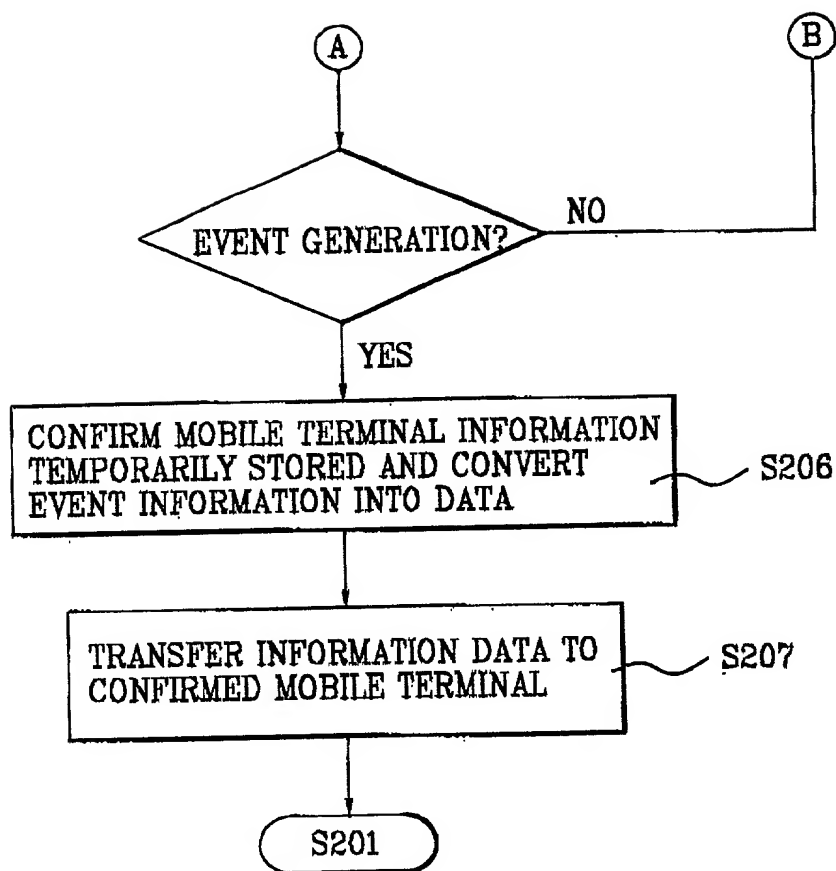 A
B
EVENT GENERATION?
NO
YES
CONFIRM MOBILE TERMINAL INFORMATION
TEMPORARILY STORED AND CONVERT
EVENT INFORMATION INTO DATA
S206
TRANSFER INFORMATION DATA TO
CONFIRMED MOBILE TERMINAL
S207
S201